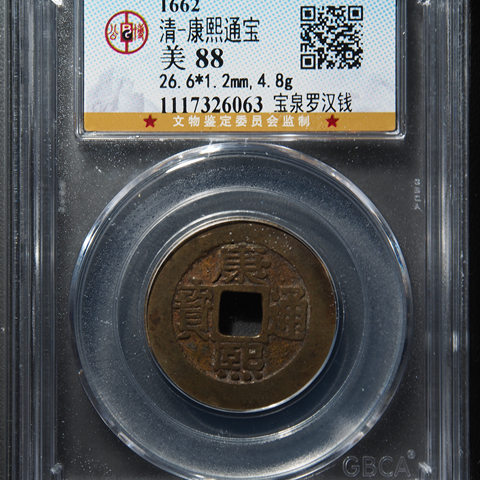 1662
清-康熙通宝
美 88
26.6*1.2mm,4.8g
1117326063 宝泉罗汉钱
★ 文物鉴定委员会监制 ★
康熙通寶
GBCA